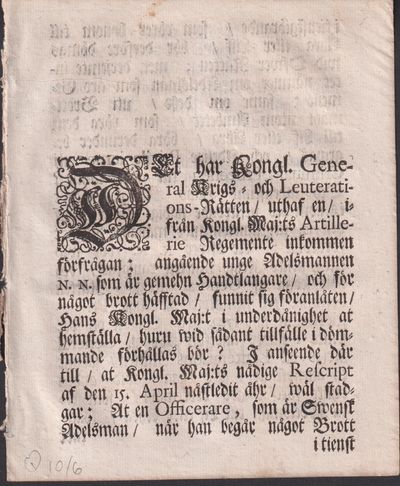 DEt har Kongl. Gene-
ral Krigs- och Leuterati-
ons-Rätten/ uthaf en/ i-
från Kongl. Maj:ts Artille-
rie Regemente inkommen
förfrågan; angående unge Adelsmannen
N. N. som är gemehn Handtlangare/ och för
något brott häfftad/ funnit sig föranlåten/
Hans Kongl. Maj:t i underdånighet at
hemställa/ huru wid sådant tillfälle i döm-
mande förhållas bör? I anseende där
till/ at Kongl. Maj:ts nådige Rescript
af den 15. April nästledit åhr/ wäl stad-
gar; At en Officerare, som är Swensk
Adelsman/ när han begår något Brott
i tienst
10/6